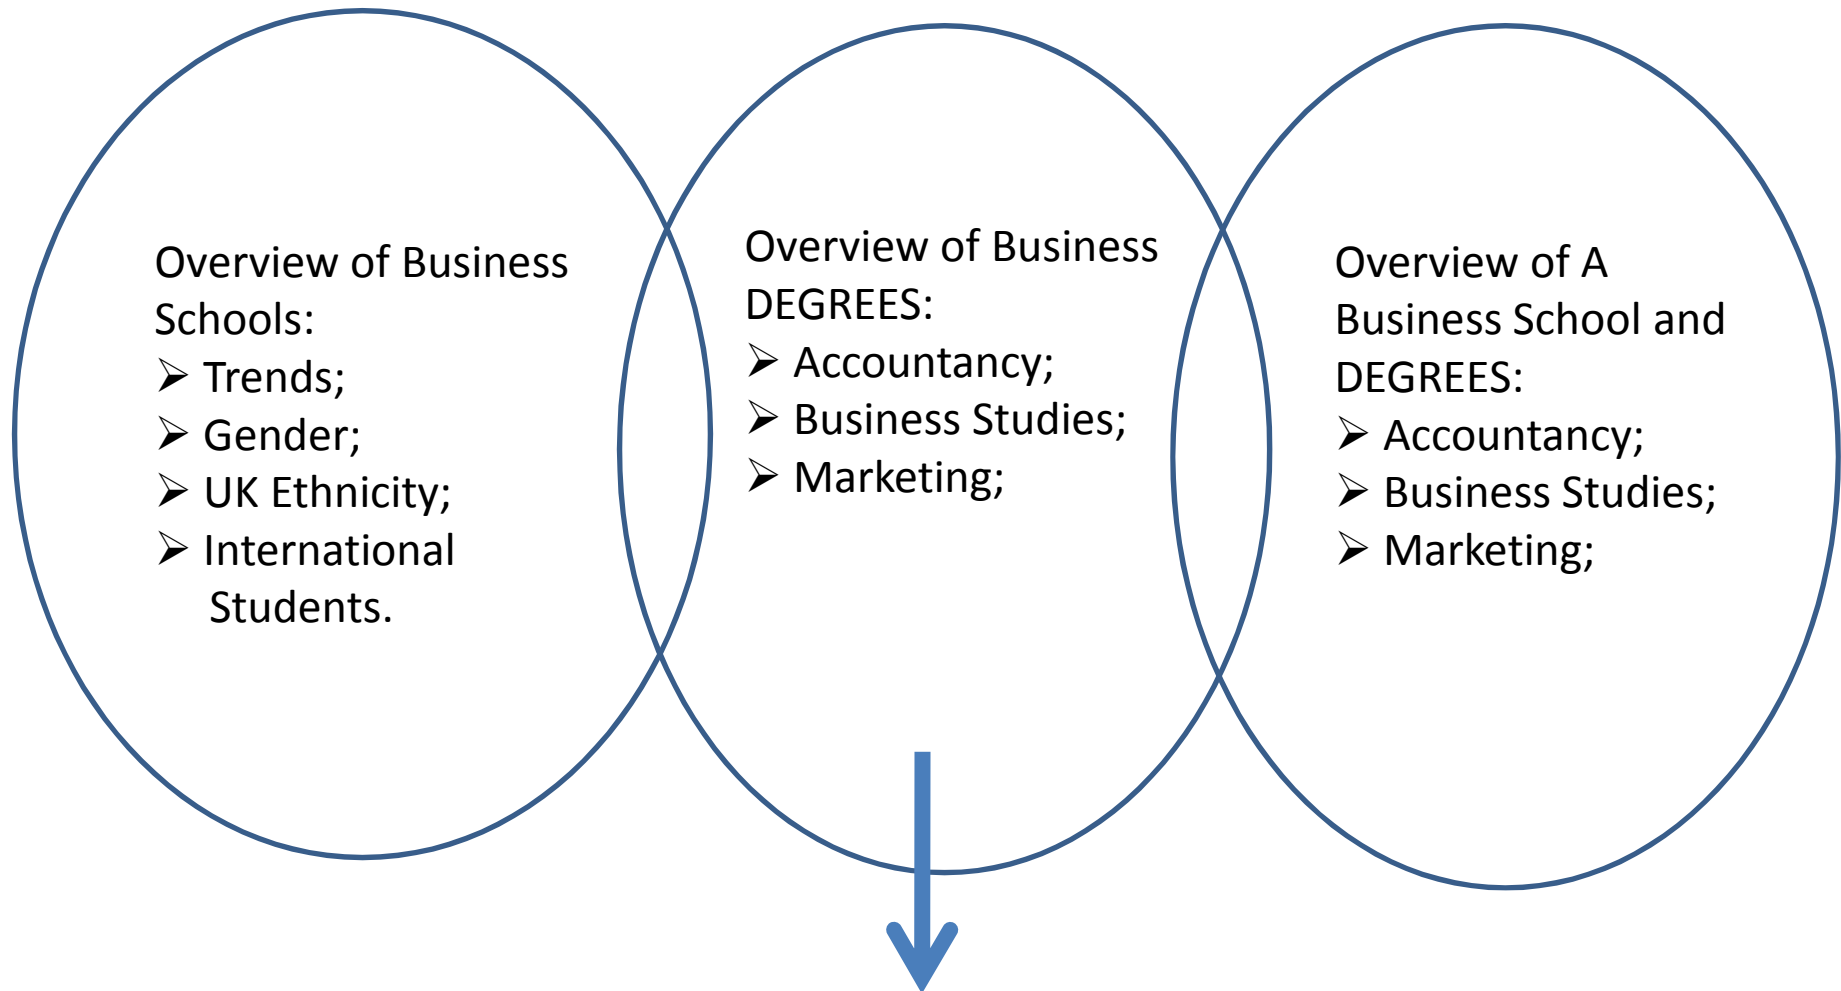 Overview of Business
Schools:
➢ Trends;
➢ Gender;
➢ UK Ethnicity;
➢ International
Students.
Overview of Business
DEGREES:
➢ Accountancy;
➢ Business Studies;
➢ Marketing;
Overview of A
Business School and
DEGREES:
➢ Accountancy;
➢ Business Studies;
➢ Marketing;